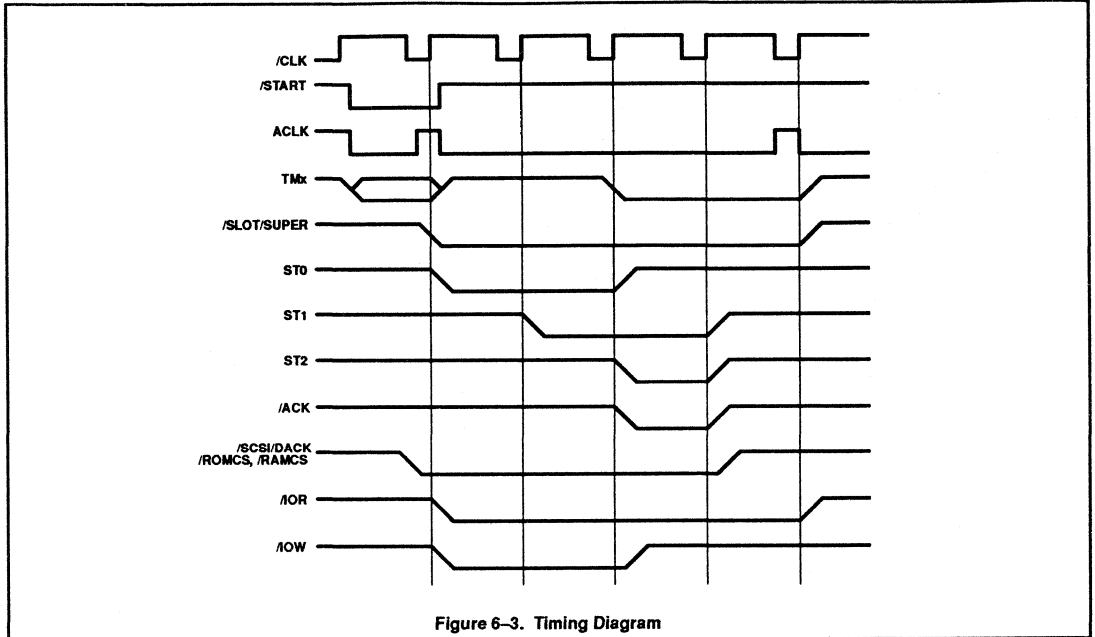 /CLK
/START
ACLK
TMx
/SLOT/SUPER
ST0
ST1
ST2
/ACK
/SCSI/DACK
/ROMCS, /RAMCS
/IOR
/IOW
Figure 6–3. Timing Diagram